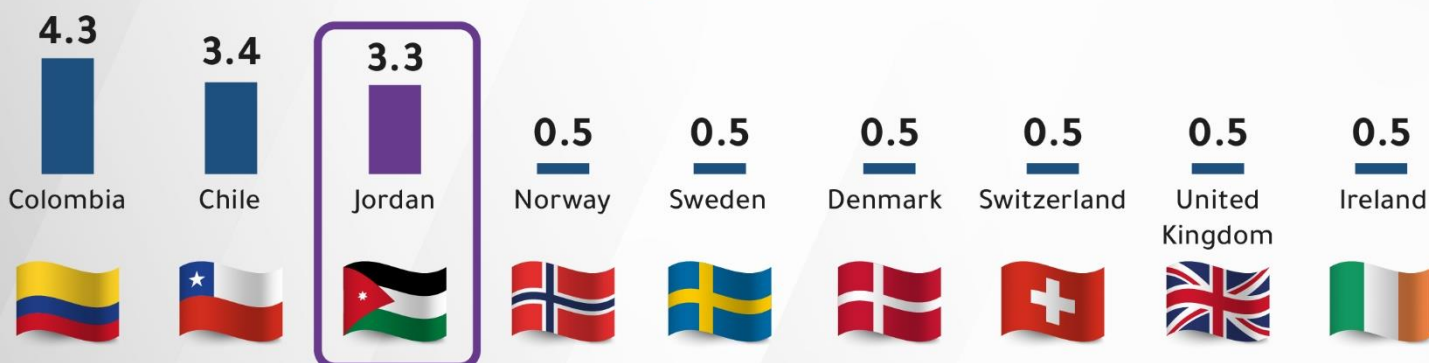 4.3
Colombia
3.4
Chile
3.3
Jordan
0.5
Norway
0.5
Sweden
0.5
Denmark
0.5
Switzerland
0.5
United
Kingdom
0.5
Ireland